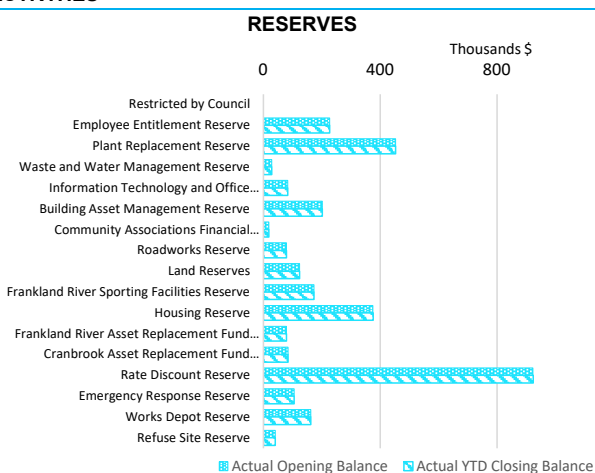 RESERVES
Thousands $
0 400 800
Restricted by Council
Employee Entitlement Reserve
Plant Replacement Reserve
Waste and Water Management Reserve
Information Technology and Office...
Building Asset Management Reserve
Community Associations Financial...
Roadworks Reserve
Land Reserves
Frankland River Sporting Facilities Reserve
Housing Reserve
Frankland River Asset Replacement Fund...
Cranbrook Asset Replacement Fund...
Rate Discount Reserve
Emergency Response Reserve
Works Depot Reserve
Refuse Site Reserve
Actual Opening Balance Actual YTD Closing Balance